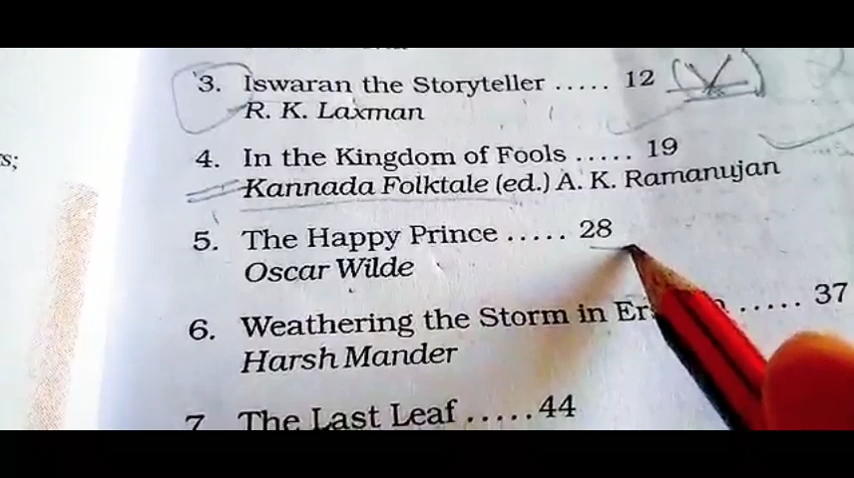 3. Iswaran the Storyteller ..... 12
R. K. Laxman
s;
4. In the Kingdom of Fools ..... 19
Kannada Folktale (ed.) A. K. Ramanujan
5. The Happy Prince ..... 28
Oscar Wilde
6. Weathering the Storm in ..... 37
Harsh Mander
7 The Last Leaf ..... 44